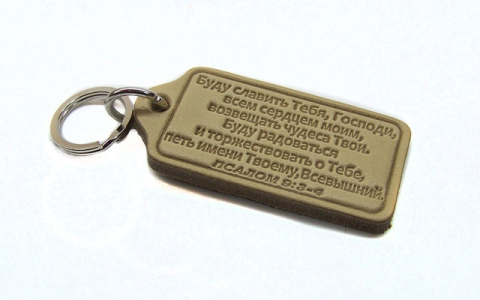 Буду славить Тебя, Господи,
всем сердцем моим,
возвещать чудеса Твои.
Буду радоваться
и торжествовать о Тебе,
петь имени Твоему, Всевышний.
ПСАЛОМ 9:3-4